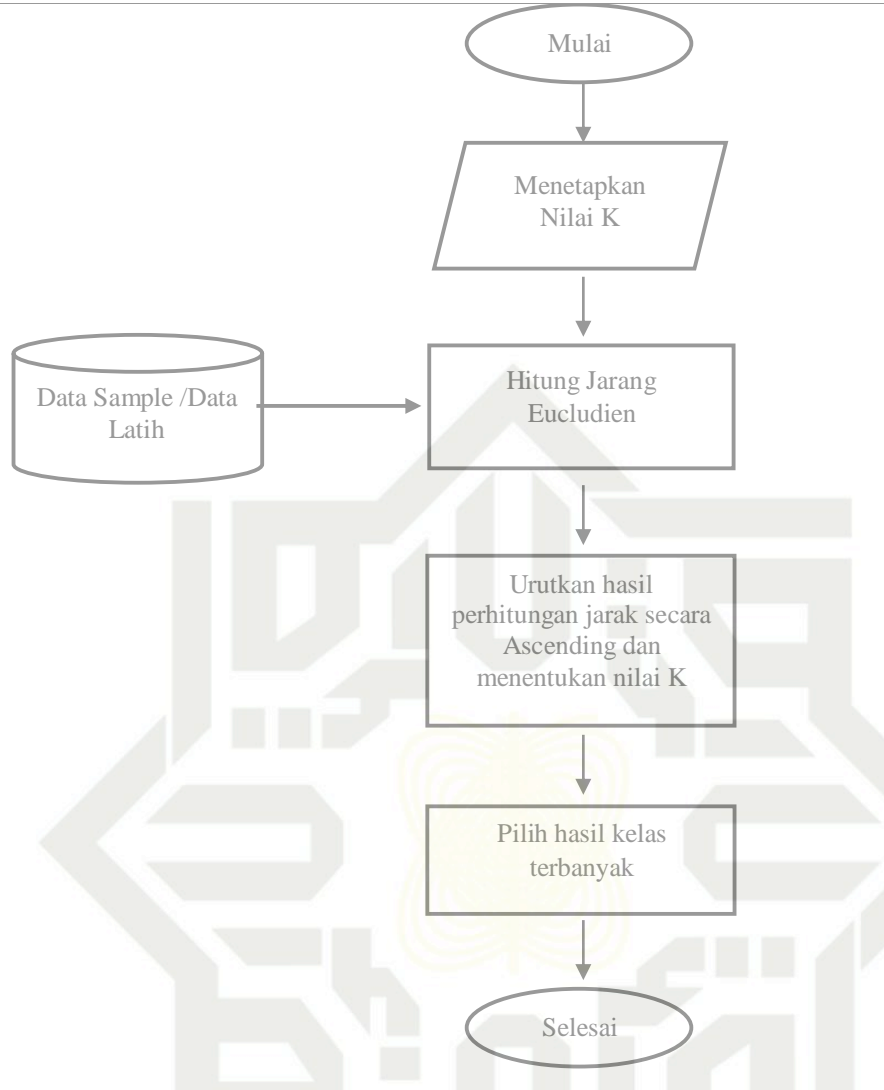 Mulai
Menetapkan
Nilai K
Data Sample /Data
Latih
Hitung Jarang
Eucludien
Urutkan hasil
perhitungan jarak secara
Ascending dan
menentukan nilai K
Pilih hasil kelas
terbanyak
Selesai